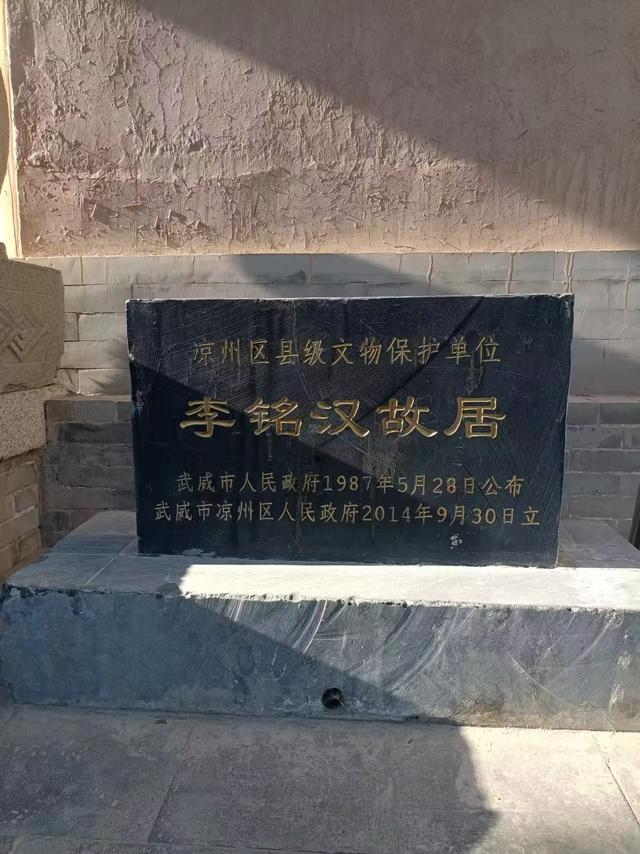 凉州区县级文物保护单位
李铭汉故居
武威市人民政府1987年5月28日公布
武威市凉州区人民政府2014年9月30日立